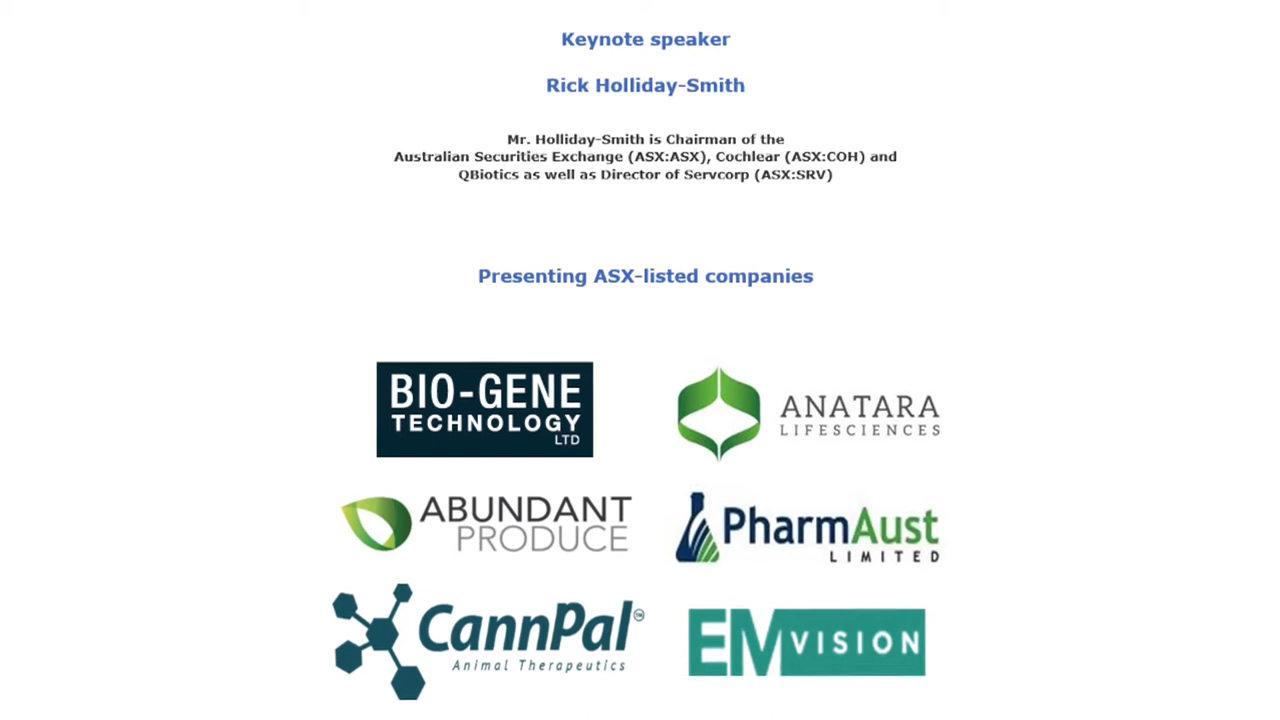 Keynote speaker
Rick Holliday-Smith
Mr. Holliday-Smith is Chairman of the
Australian Securities Exchange (ASX:ASX), Cochlear (ASX:COH) and
QBiotics as well as Director of Servcorp (ASX:SRV)
Presenting ASX-listed companies
BIO-GENE
TECHNOLOGY
LTD
ANATARA
LIFESCIENCES
ABUNDANT
PRODUCE
PharmAust
LIMITED
CannPal™
Animal Therapeutics
EMVISION